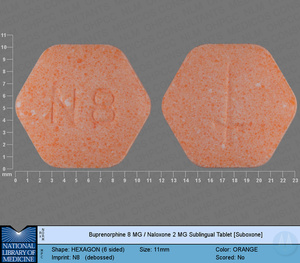 11
10
9
8
7
6
5
4
3
2
1
0
mm
N8
0 1 2 3 4 5 6 7 8 9 10 11 12 13 14 15 16 17 18 19 20 21 22 23
Buprenorphine 8 MG / Naloxone 2 MG Sublingual Tablet [Suboxone]
NATIONAL
LIBRARY OF
MEDICINE
Shape: HEXAGON (6 sided) Size: 11mm Color: ORANGE
Imprint: N8 (debossed) Scored: No